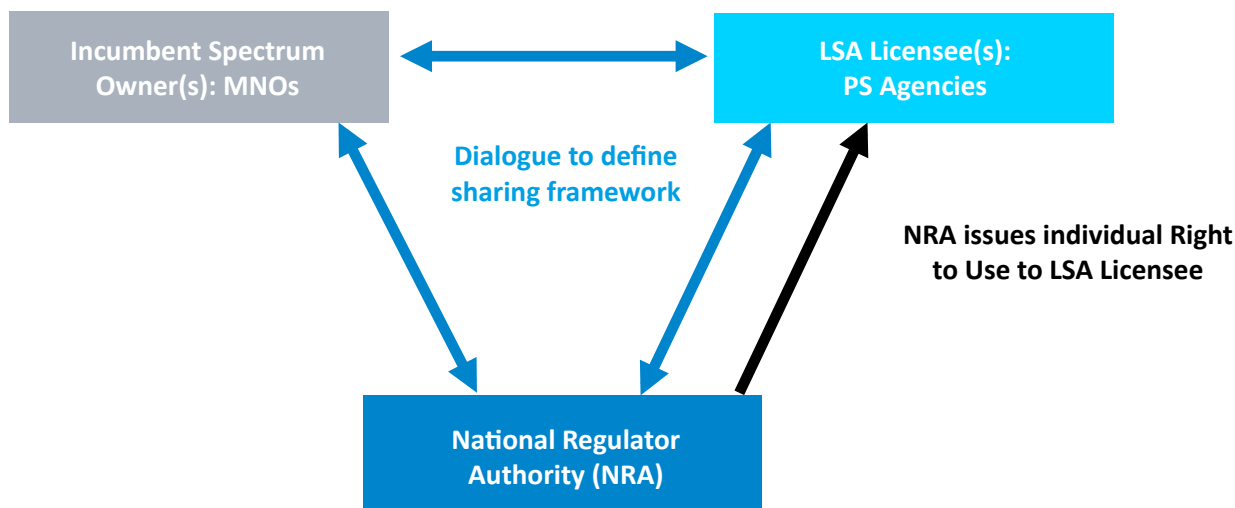 Incumbent Spectrum
Owner(s): MNOs
LSA Licensee(s):
PS Agencies
Dialogue to define
sharing framework
NRA issues individual Right
to Use to LSA Licensee
National Regulator
Authority (NRA)